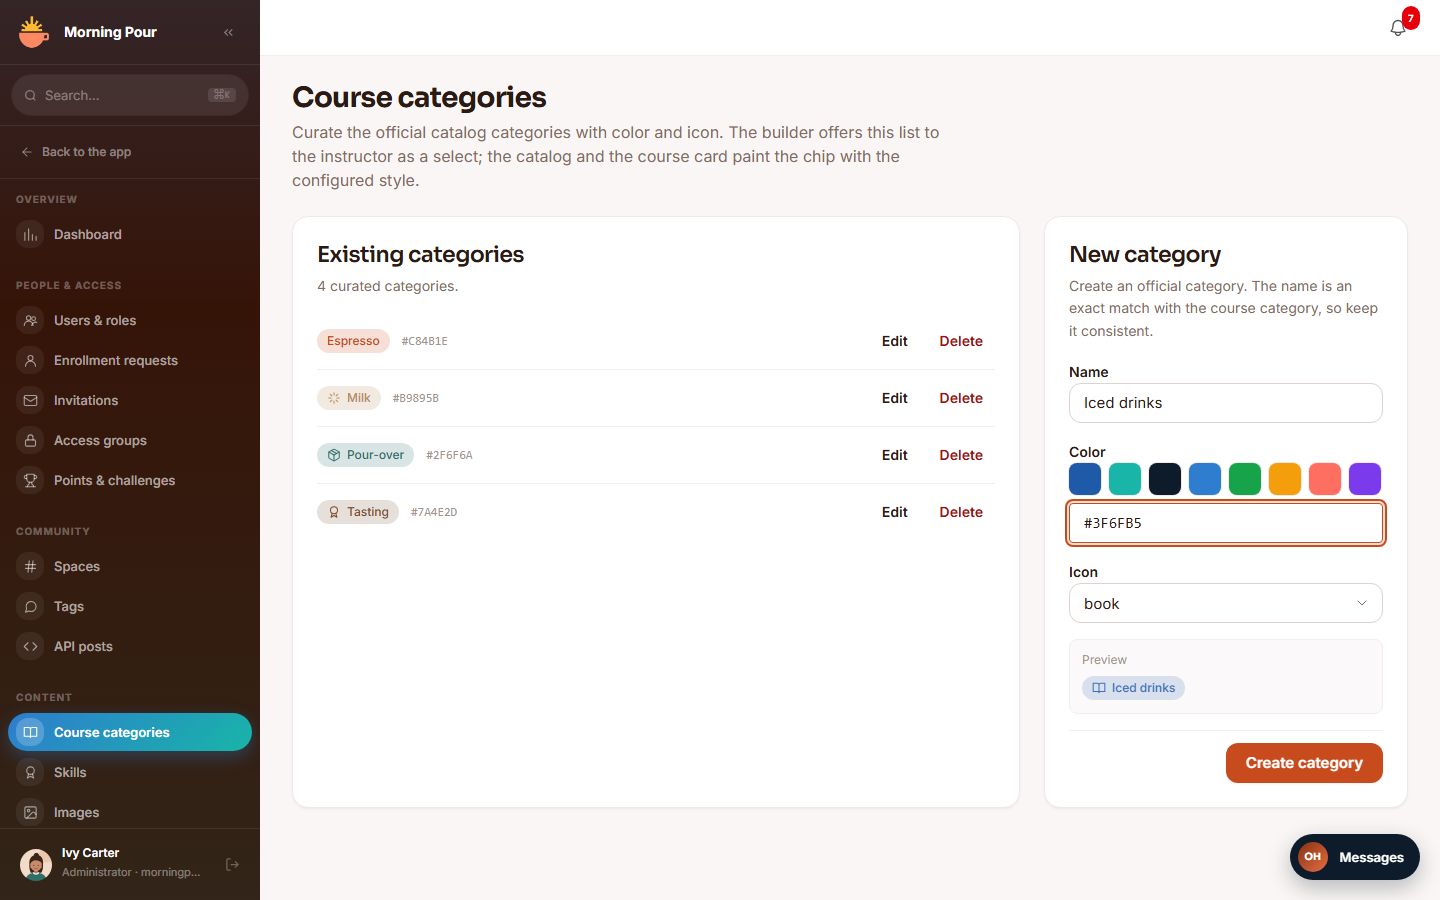 Morning Pour
Search...
⌘K
Back to the app
OVERVIEW
Dashboard
PEOPLE & ACCESS
Users & roles
Enrollment requests
Invitations
Access groups
Points & challenges
COMMUNITY
Spaces
Tags
API posts
CONTENT
Course categories
Skills
Images
Ivy Carter
Administrator · morningp...
7
Course categories
Curate the official catalog categories with color and icon. The builder offers this list to
the instructor as a select; the catalog and the course card paint the chip with the
configured style.
Existing categories
4 curated categories.
Espresso #C84B1E Edit Delete
Milk #B9895B Edit Delete
Pour-over #2F6F6A Edit Delete
Tasting #7A4E2D Edit Delete
New category
Create an official category. The name is an
exact match with the course category, so keep
it consistent.
Name
Iced drinks
Color
#3F6FB5
Icon
book
Preview
Iced drinks
Create category
OH Messages